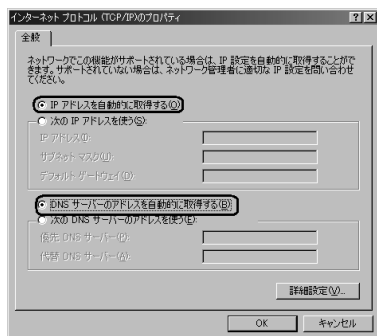 インターネット プロトコル (TCP/IP)のプロパティ
全般
ネットワークでこの機能がサポートされている場合は、IP 設定を自動的に取得することがで
きます。サポートされていない場合は、ネットワーク管理者に適切な IP 設定を問い合わせ
てください。
IP アドレスを自動的に取得する(O)
次の IP アドレスを使う(S):
IP アドレス(I):
サブネット マスク(U):
デフォルト ゲートウェイ(D):
DNS サーバーのアドレスを自動的に取得する(B)
次の DNS サーバーのアドレスを使う(E):
優先 DNS サーバー(P):
代替 DNS サーバー(A):
詳細設定(V)...
OK
キャンセル